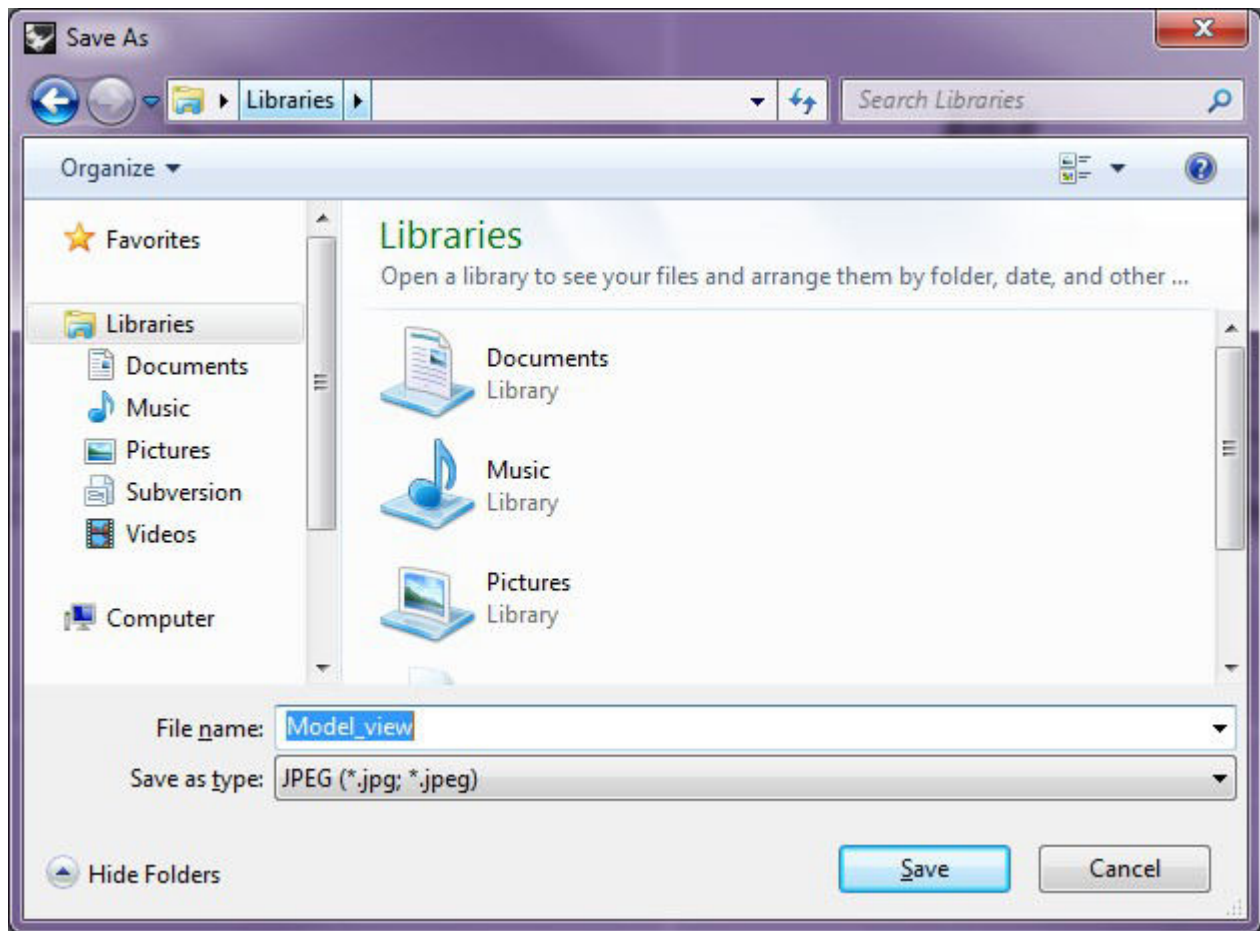 Save As
Libraries
Search Libraries
Organize
Favorites
Libraries
Documents
Music
Pictures
Subversion
Videos
Computer
Libraries
Open a library to see your files and arrange them by folder, date, and other ...
Documents
Library
Music
Library
Pictures
Library
File name: Model_view
Save as type: JPEG (*.jpg; *.jpeg)
Hide Folders
Save Cancel